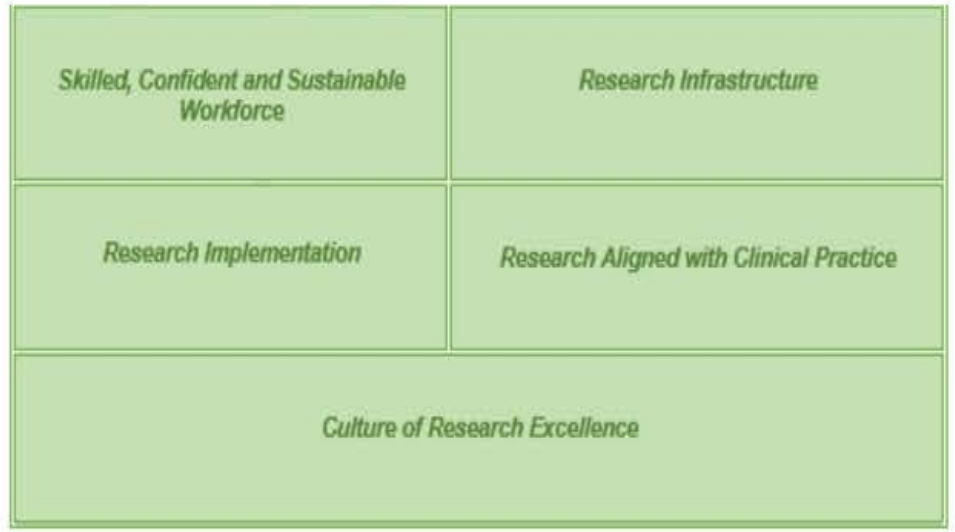 Skilled, Confident and Sustainable
Workforce
Research Infrastructure
Research Implementation
Research Aligned with Clinical Practice
Culture of Research Excellence